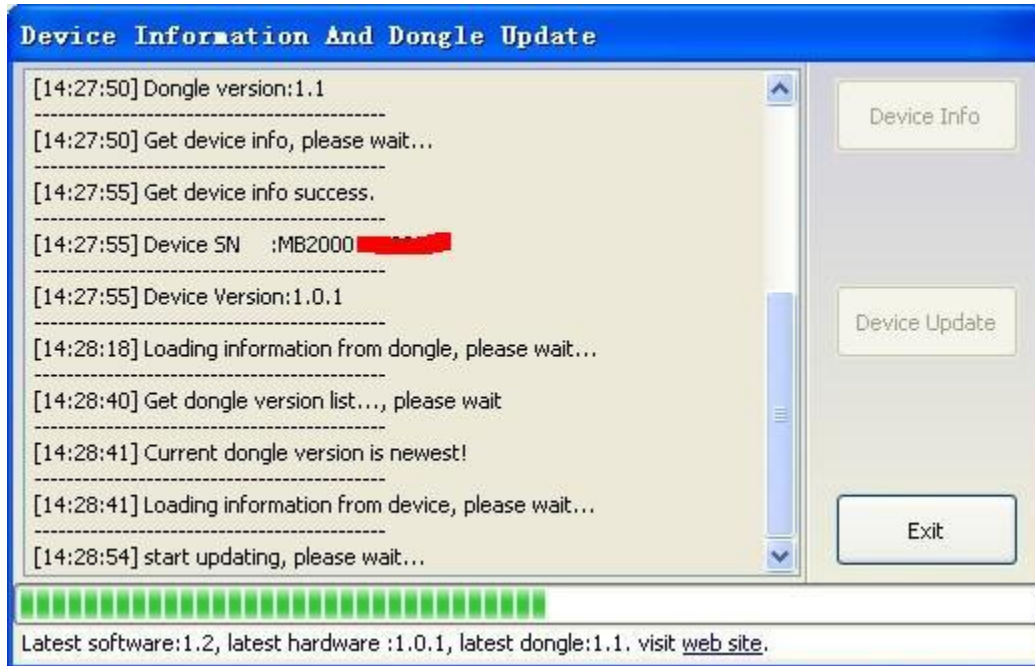 Device Information And Dongle Update
[14:27:50] Dongle version:1.1
---------------------------------------------
[14:27:50] Get device info, please wait...
---------------------------------------------
[14:27:55] Get device info success.
---------------------------------------------
[14:27:55] Device SN    :MB2000
---------------------------------------------
[14:27:55] Device Version:1.0.1
---------------------------------------------
[14:28:18] Loading information from dongle, please wait...
---------------------------------------------
[14:28:40] Get dongle version list..., please wait
---------------------------------------------
[14:28:41] Current dongle version is newest!
---------------------------------------------
[14:28:41] Loading information from device, please wait...
---------------------------------------------
[14:28:54] start updating, please wait...
Device Info
Device Update
Exit
Latest software:1.2, latest hardware :1.0.1, latest dongle:1.1. visit web site.